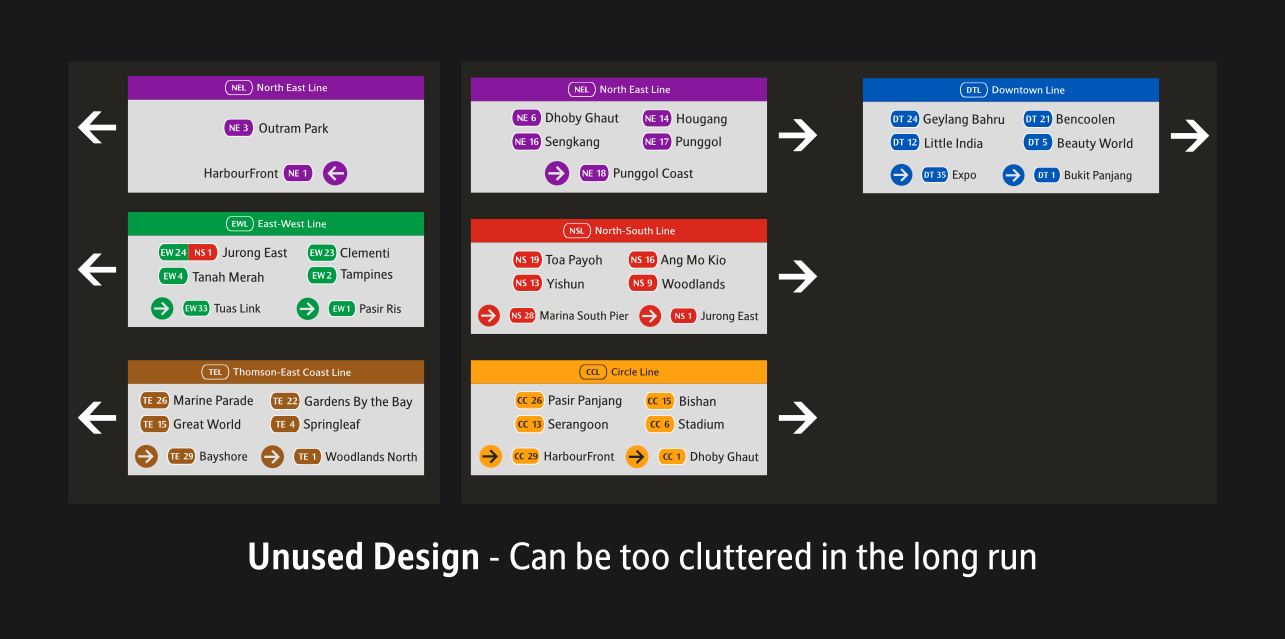 NEL North East Line
NE 3 Outram Park
HarbourFront NE 1
EWL East-West Line
EW 24 NS 1 Jurong East EW 23 Clementi
EW 4 Tanah Merah EW 2 Tampines
EW 33 Tuas Link EW 1 Pasir Ris
TEL Thomson-East Coast Line
TE 26 Marine Parade TE 22 Gardens By the Bay
TE 15 Great World TE 4 Springleaf
TE 29 Bayshore TE 1 Woodlands North
NEL North East Line
NE 6 Dhoby Ghaut NE 14 Hougang
NE 16 Sengkang NE 17 Punggol
NE 18 Punggol Coast
NSL North-South Line
NS 19 Toa Payoh NS 16 Ang Mo Kio
NS 13 Yishun NS 9 Woodlands
NS 28 Marina South Pier NS 1 Jurong East
CCL Circle Line
CC 26 Pasir Panjang CC 15 Bishan
CC 13 Serangoon CC 6 Stadium
CC 29 HarbourFront CC 1 Dhoby Ghaut
DTL Downtown Line
DT 24 Geylang Bahru DT 21 Bencoolen
DT 12 Little India DT 5 Beauty World
DT 35 Expo DT 1 Bukit Panjang
Unused Design - Can be too cluttered in the long run